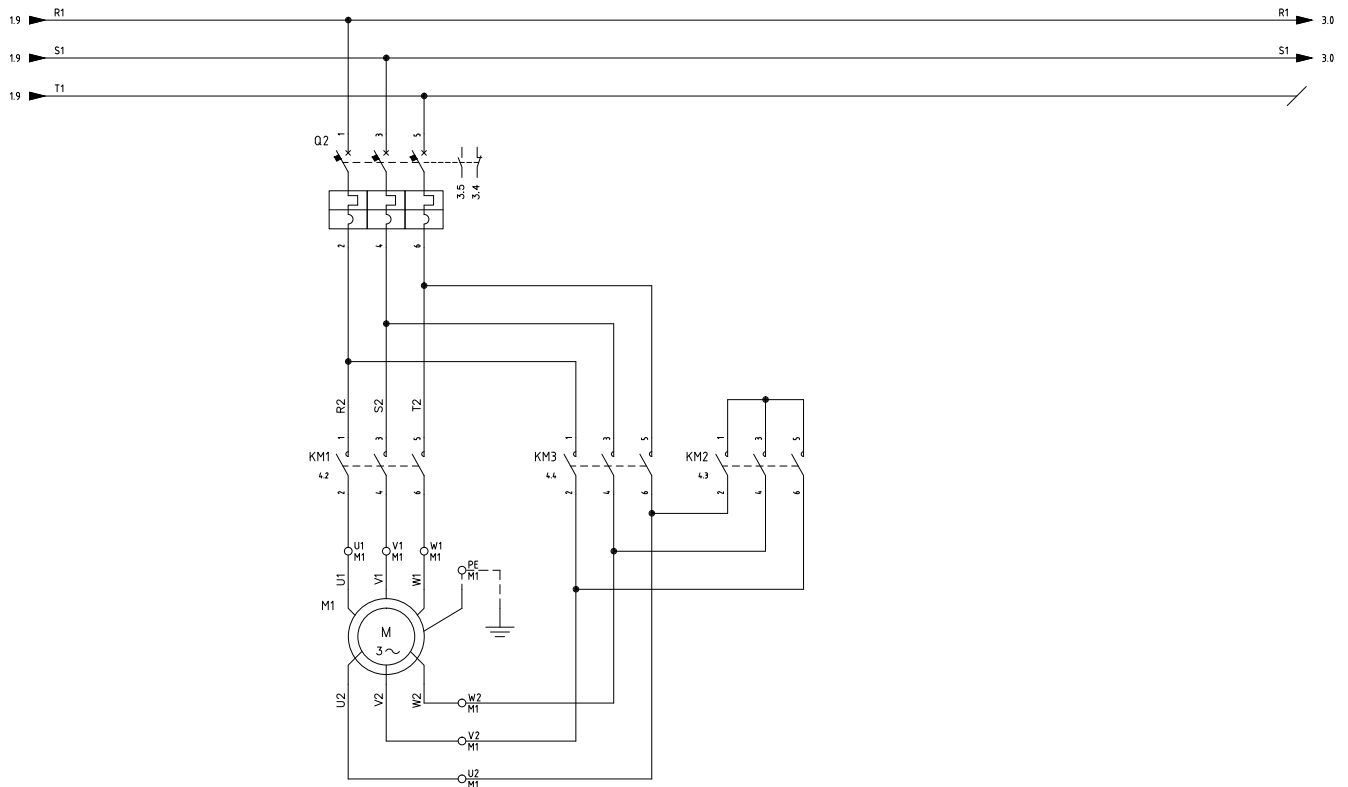 1.9 R1 R1 3.0
1.9 S1 S1 3.0
1.9 T1
Q2 1 3 5
3.5 3.4
2 4 6
R2 S2 T2
KM1 1 3 5
4.2
2 4 6
KM3 1 3 5
4.4
2 4 6
KM2 1 3 5
4.3
2 4 6
U1 V1 W1
M1 M1 M1
PE
M1
U1 V1 W1
M1
M
3~
U2 V2 W2
W2
M1
V2
M1
U2
M1